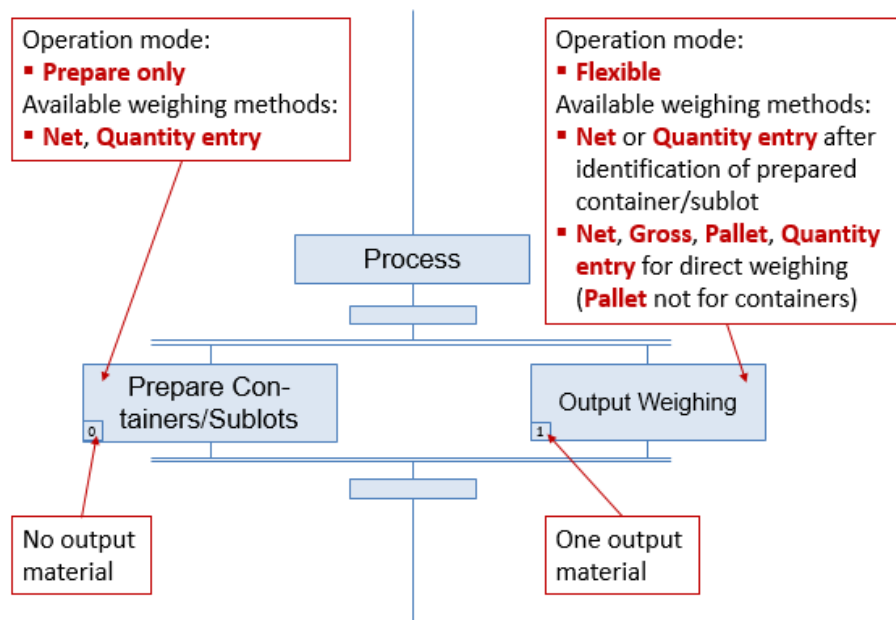 Operation mode:
▪ Prepare only
Available weighing methods:
▪ Net, Quantity entry
Operation mode:
▪ Flexible
Available weighing methods:
▪ Net or Quantity entry after
identification of prepared
container/sublot
▪ Net, Gross, Pallet, Quantity
entry for direct weighing
(Pallet not for containers)
Process
Prepare Con-
tainers/Sublots
0
Output Weighing
1
No output
material
One output
material